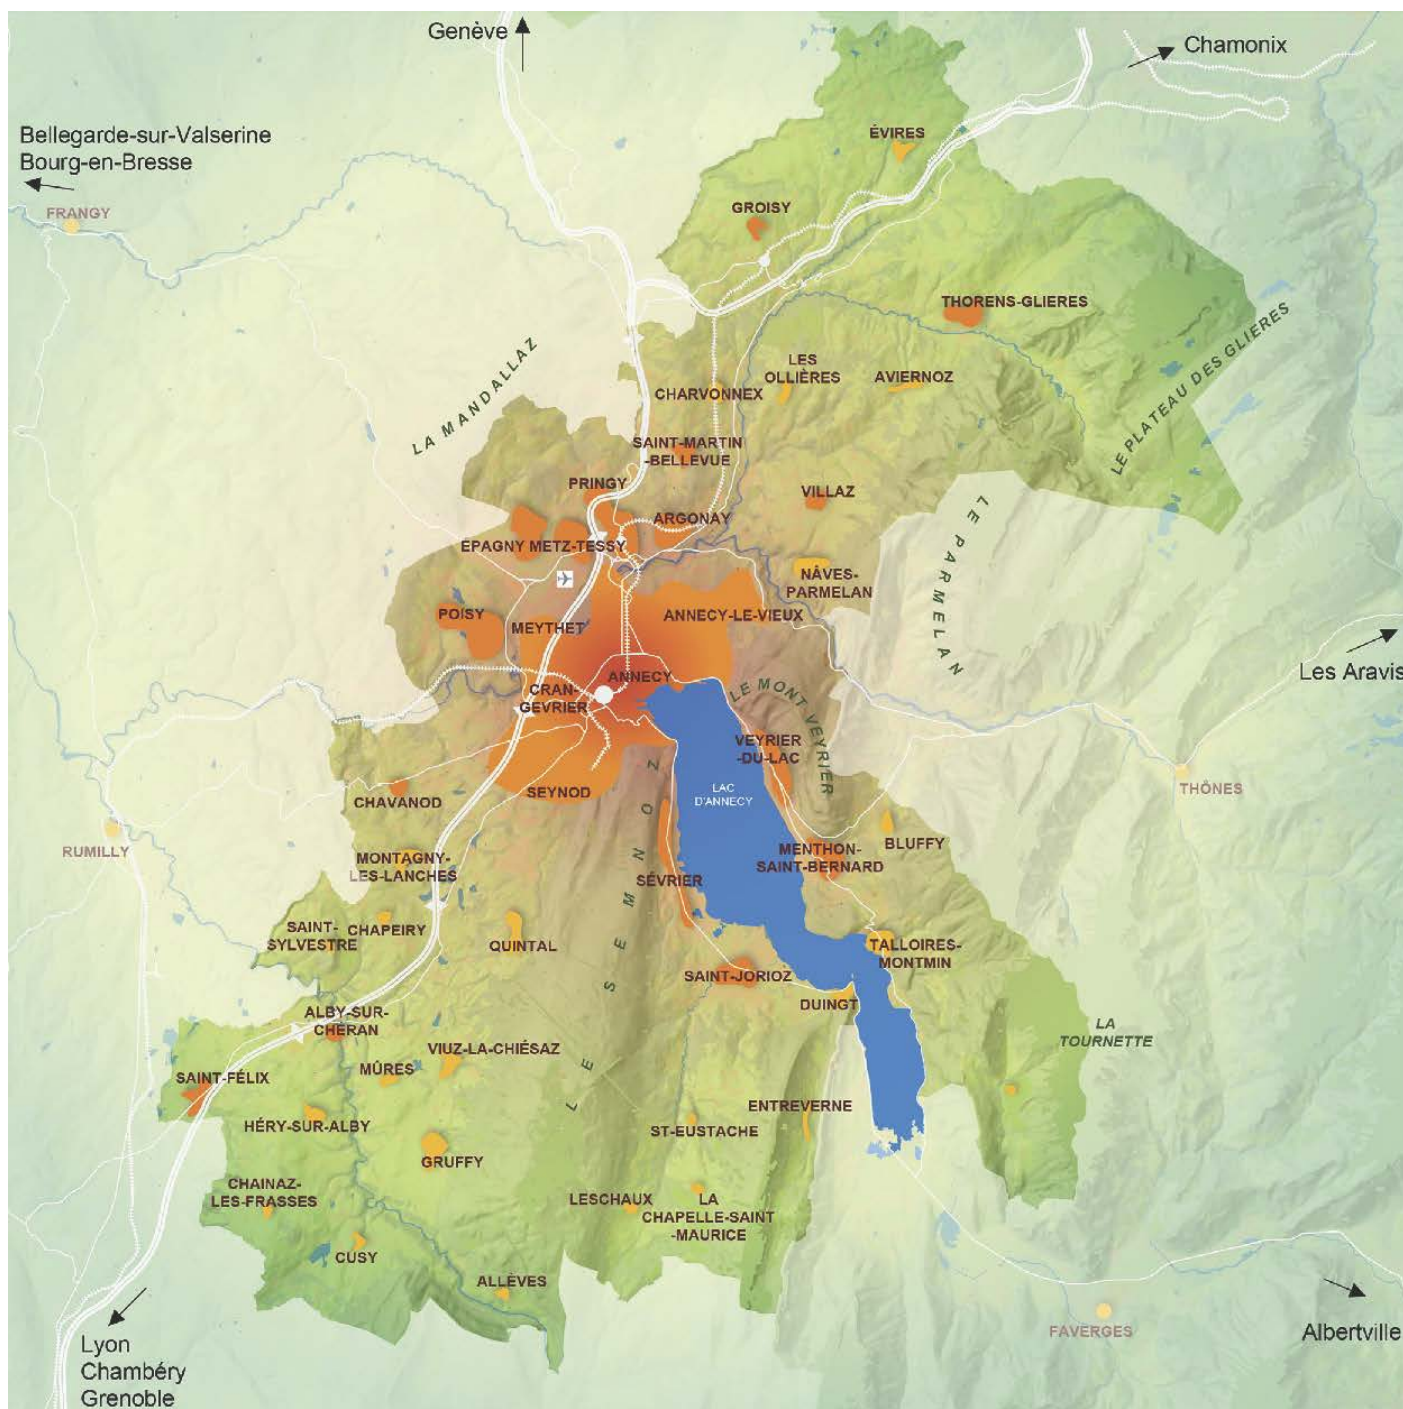 Genève
Chamonix
Bellegarde-sur-Valserine
Bourg-en-Bresse
FRANGY
ÉVIRES
GROISY
THORENS-GLIERES
LE PLATEAU DES GLIERES
LA MANDALLAZ
LES
OLLIÈRES
AVIERNOZ
CHARVONNEX
SAINT-MARTIN
-BELLEVUE
PRINGY
VILLAZ
ARGONAY
EPAGNY METZ-TESSY
LE PARMELAN
NÂVES-
PARMELAN
POISY
MEYTHET
ANNECY-LE-VIEUX
Les Aravis
ANNECY
CRAN-
GEVRIER
LE MONT VEYRIER
VEYRIER
-DU-LAC
LAC
D'ANNECY
SEYNOD
CHAVANOD
THÔNES
RUMILLY
MONTAGNY-
LES-LANCHES
LE SEMNOZ
SÉVRIER
MENTHON-
SAINT-BERNARD
BLUFFY
SAINT-
SYLVESTRE
CHAPEIRY
QUINTAL
TALLOIRES-
MONTMIN
SAINT-JORIOZ
DUINGT
ALBY-SUR-
CHERAN
LA
TOURNETTE
VIUZ-LA-CHIÉSAZ
MÛRES
SAINT-FÉLIX
HÉRY-SUR-ALBY
ENTREVERNE
ST-EUSTACHE
GRUFFY
CHAINAZ-
LES-FRASSES
LESCHAUX
LA
CHAPELLE-SAINT
-MAURICE
CUSY
ALLÈVES
FAVERGES
Albertville
Lyon
Chambéry
Grenoble